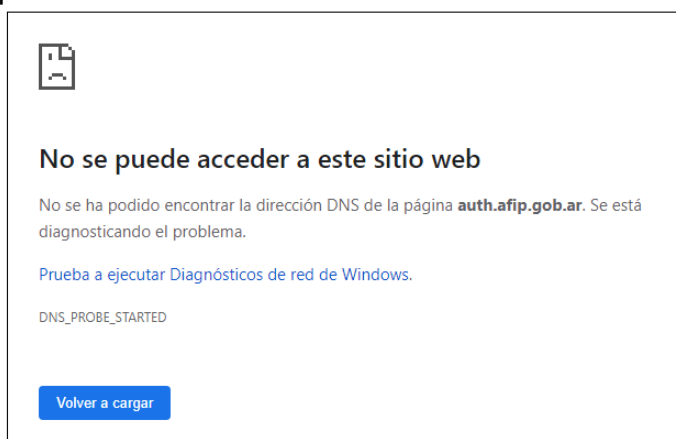 No se puede acceder a este sitio web
No se ha podido encontrar la dirección DNS de la página auth.afip.gob.ar. Se está
diagnosticando el problema.
Prueba a ejecutar Diagnósticos de red de Windows.
DNS_PROBE_STARTED
Volver a cargar